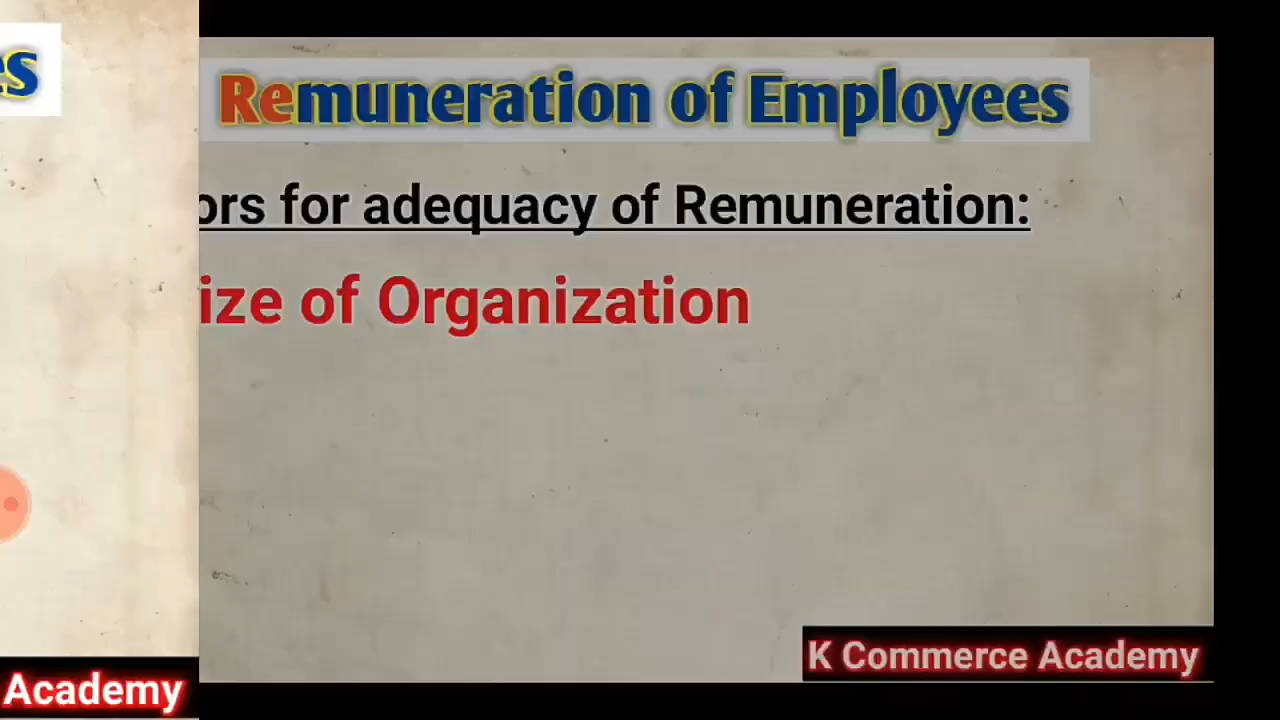 Remuneration of Employees
ors for adequacy of Remuneration:
ize of Organization
K Commerce Academy
es
Academy